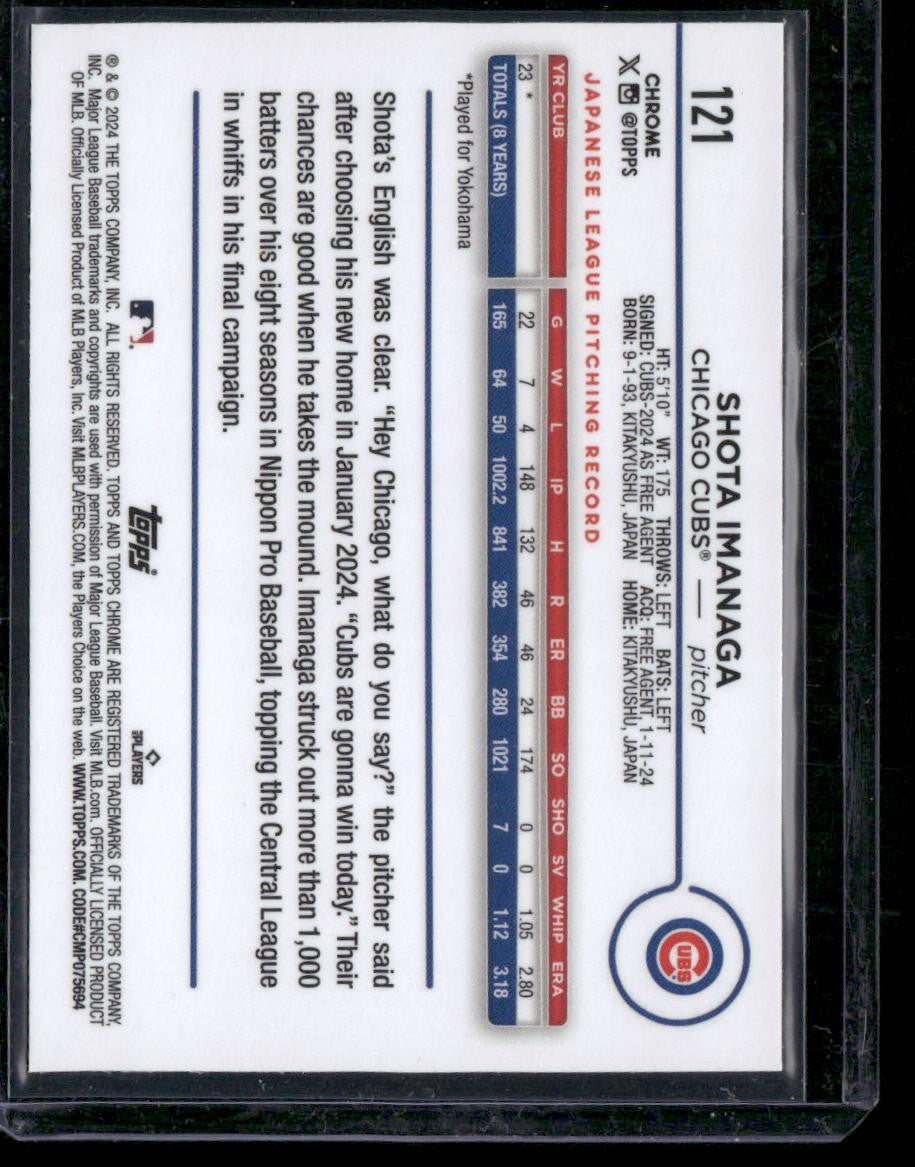 121
SHOTA IMANAGA
CHICAGO CUBS® — pitcher
CHROME
X @TOPPS
HT: 5'10" WT: 175 THROWS: LEFT BATS: LEFT
SIGNED: CUBS-2024 AS FREE AGENT ACQ: FREE AGENT, 1-11-24
BORN: 9-1-93, KITAKYUSHU, JAPAN HOME: KITAKYUSHU, JAPAN
CUBS
JAPANESE LEAGUE PITCHING RECORD
YR CLUB G W L IP H R ER BB SO SHO SV WHIP ERA
23 * 22 7 4 148 132 46 46 24 174 0 0 1.05 2.80
TOTALS (8 YEARS) 165 64 50 1002.2 841 382 354 280 1021 7 0 1.12 3.18
*Played for Yokohama
Shota's English was clear. "Hey Chicago, what do you say?" the pitcher said
after choosing his new home in January 2024. "Cubs are gonna win today." Their
chances are good when he takes the mound. Imanaga struck out more than 1,000
batters over his eight seasons in Nippon Pro Baseball, topping the Central League
in whiffs in his final campaign.
topps
PLAYERS
® & © 2024 THE TOPPS COMPANY, INC. ALL RIGHTS RESERVED. TOPPS AND TOPPS CHROME ARE REGISTERED TRADEMARKS OF THE TOPPS COMPANY,
INC. Major League Baseball trademarks and copyrights are used with permission of Major League Baseball. Visit MLB.com. OFFICIALLY LICENSED PRODUCT
OF MLB. Officially Licensed Product of MLB Players, Inc. Visit MLBPLAYERS.COM, the Players Choice on the web. WWW.TOPPS.COM. CODE#CMP075694